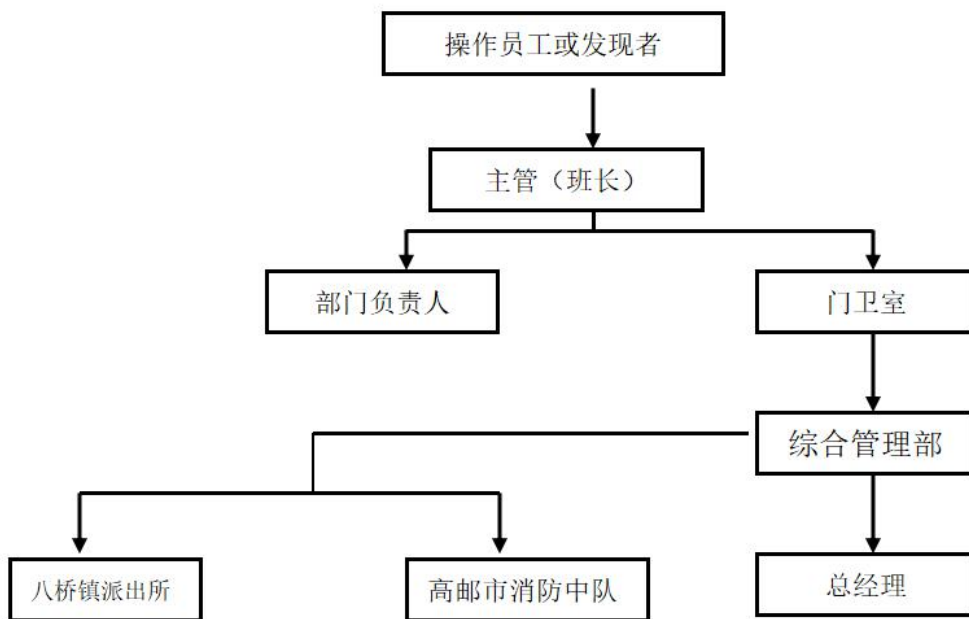 操作员工或发现者
主管（班长）
部门负责人
门卫室
综合管理部
八桥镇派出所
高邮市消防中队
总经理